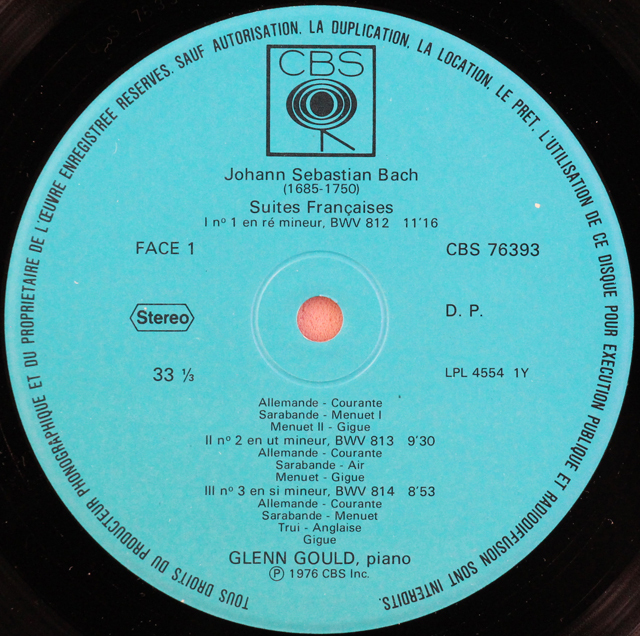 TOUS DROITS DU PRODUCTEUR PHONOGRAPHIQUE ET DU PROPRIETAIRE DE L'ŒUVRE ENREGISTREE RESERVES. SAUF AUTORISATION. LA DUPLICATION, LA LOCATION, LE PRET, L'UTILISATION DE CE DISQUE POUR EXECUTION PUBLIQUE ET RADIODIFFUSION SONT INTERDITS.
CBS
Johann Sebastian Bach
(1685-1750)
Suites Françaises
I nº 1 en ré mineur, BWV 812 11'16
FACE 1
CBS 76393
Stereo
D. P.
33 ⅓
LPL 4554 1Y
Allemande - Courante
Sarabande - Menuet I
Menuet II - Gigue
II nº 2 en ut mineur, BWV 813 9'30
Allemande - Courante
Sarabande - Air
Menuet - Gigue
III nº 3 en si mineur, BWV 814 8'53
Allemande - Courante
Sarabande - Menuet
Trui - Anglaise
Gigue
GLENN GOULD, piano
Ⓟ 1976 CBS Inc.